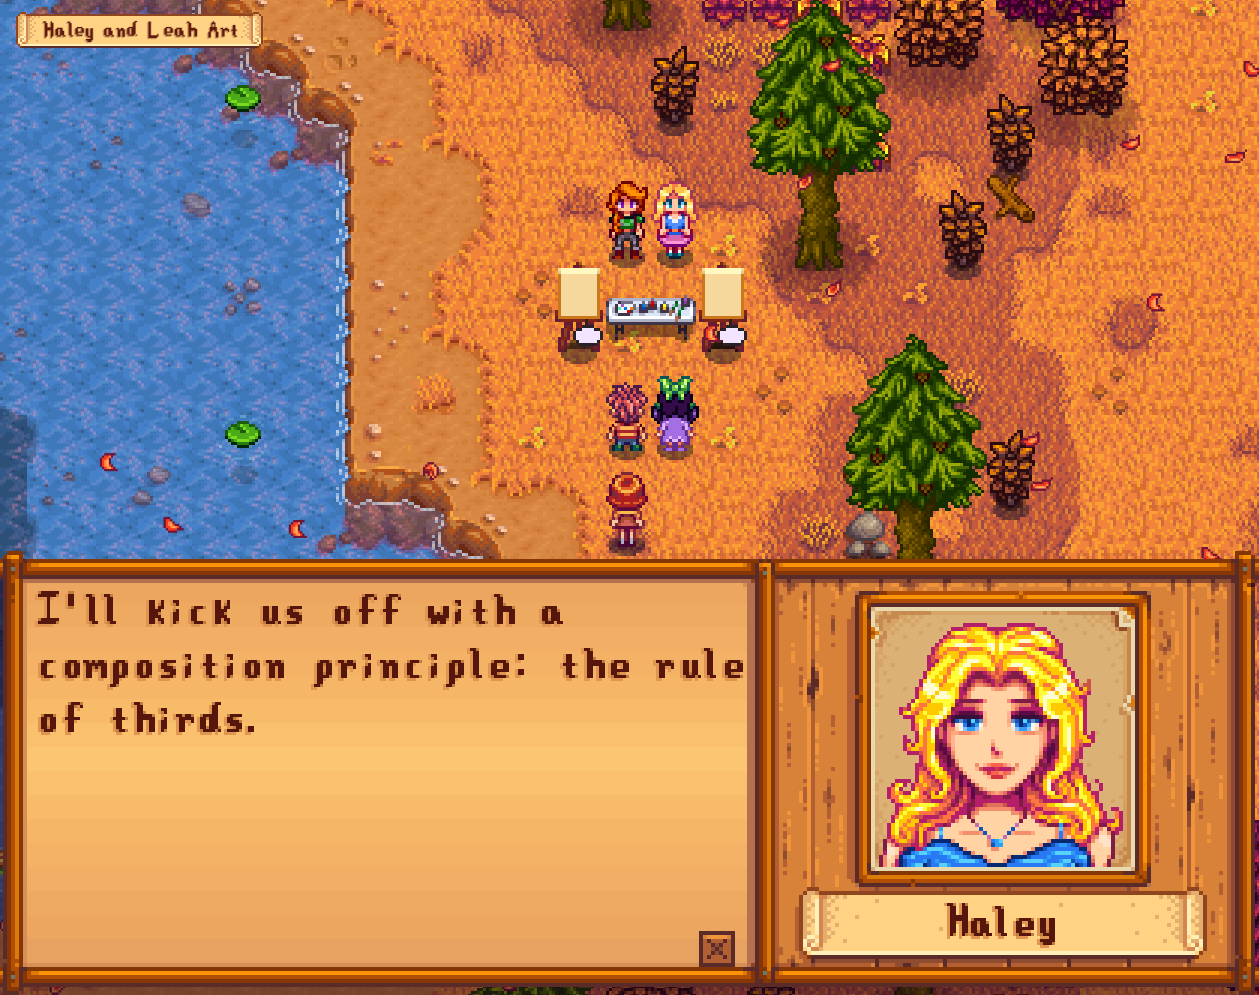 Haley and Leah Art
I'll kick us off with a
composition principle: the rule
of thirds.
Haley